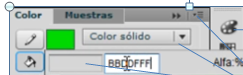 Color Muestras
Color sólido
BBDDFFF
Alfa:%